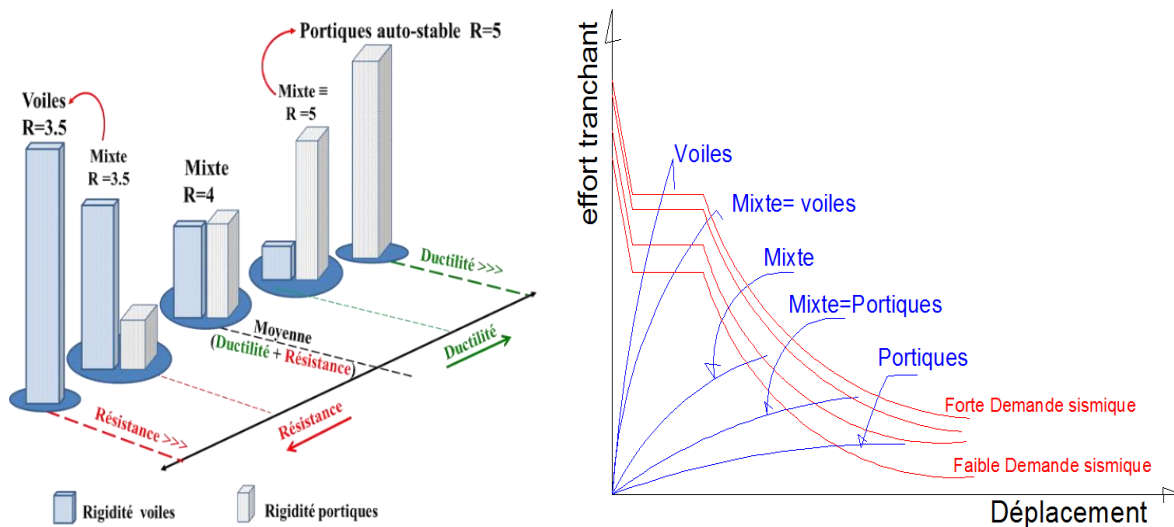 Portiques auto-stable R=5
Mixte ≡
R =5
Voiles
R=3.5
Mixte
R =3.5
Mixte
R=4
Ductilité >>>
Moyenne
(Ductilité + Résistance)
Ductilité
Résistance >>>
Résistance
Rigidité voiles
Rigidité portiques
effort tranchant
Voiles
Mixte= voiles
Mixte
Mixte=Portiques
Portiques
Forte Demande sismique
Faible Demande sismique
Déplacement